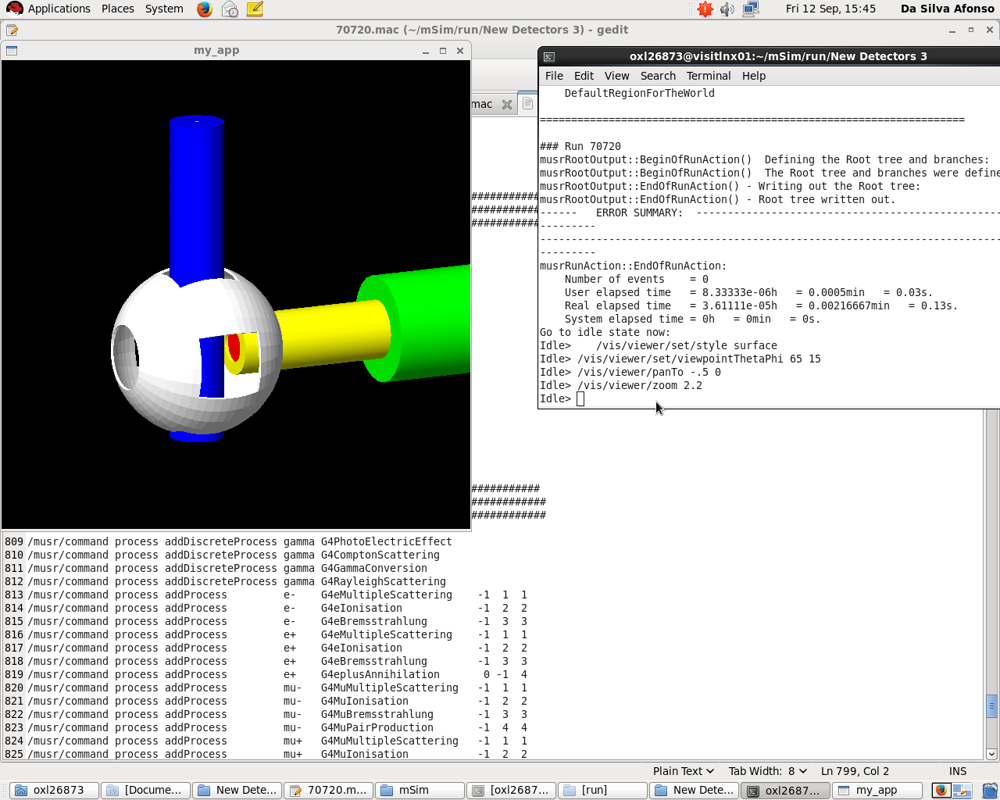 Applications Places System Fri 12 Sep, 15:45 Da Silva Afonso
70720.mac (~/mSim/run/New Detectors 3) - gedit
my_app
oxl26873@visitlnx01:~/mSim/run/New Detectors 3
File Edit View Search Terminal Help
mac
DefaultRegionForTheWorld
====================================================================
### Run 70720
musrRootOutput::BeginOfRunAction()  Defining the Root tree and branches:
musrRootOutput::BeginOfRunAction()  The Root tree and branches were define
musrRootOutput::EndOfRunAction() - Writing out the Root tree:
musrRootOutput::EndOfRunAction() - Root tree written out.
------   ERROR SUMMARY:  -------------------------------------------------
---------
--------------------------------------------------------------------------
---------
musrRunAction::EndOfRunAction:
    Number of events    = 0
    User elapsed time   = 8.33333e-06h   = 0.0005min   = 0.03s.
    Real elapsed time   = 3.61111e-05h   = 0.00216667min   = 0.13s.
    System elapsed time = 0h   = 0min   = 0s.
Go to idle state now:
Idle>    /vis/viewer/set/style surface
Idle> /vis/viewer/set/viewpointThetaPhi 65 15
Idle> /vis/viewer/panTo -.5 0
Idle> /vis/viewer/zoom 2.2
Idle>
###########
###########
###########
###########
############
############
809 /musr/command process addDiscreteProcess gamma G4PhotoElectricEffect
810 /musr/command process addDiscreteProcess gamma G4ComptonScattering
811 /musr/command process addDiscreteProcess gamma G4GammaConversion
812 /musr/command process addDiscreteProcess gamma G4RayleighScattering
813 /musr/command process addProcess         e-    G4eMultipleScattering    -1  1  1
814 /musr/command process addProcess         e-    G4eIonisation            -1  2  2
815 /musr/command process addProcess         e-    G4eBremsstrahlung        -1  3  3
816 /musr/command process addProcess         e+    G4eMultipleScattering    -1  1  1
817 /musr/command process addProcess         e+    G4eIonisation            -1  2  2
818 /musr/command process addProcess         e+    G4eBremsstrahlung        -1  3  3
819 /musr/command process addProcess         e+    G4eplusAnnihilation       0 -1  4
820 /musr/command process addProcess         mu-   G4MuMultipleScattering   -1  1  1
821 /musr/command process addProcess         mu-   G4MuIonisation           -1  2  2
822 /musr/command process addProcess         mu-   G4MuBremsstrahlung       -1  3  3
823 /musr/command process addProcess         mu-   G4MuPairProduction       -1  4  4
824 /musr/command process addProcess         mu+   G4MuMultipleScattering   -1  1  1
825 /musr/command process addProcess         mu+   G4MuIonisation           -1  2  2
Plain Text Tab Width: 8 Ln 799, Col 2 INS
oxl26873 [Docume... New Dete... 70720.m... mSim [oxl2687... [run] New Dete... oxl2687... my_app